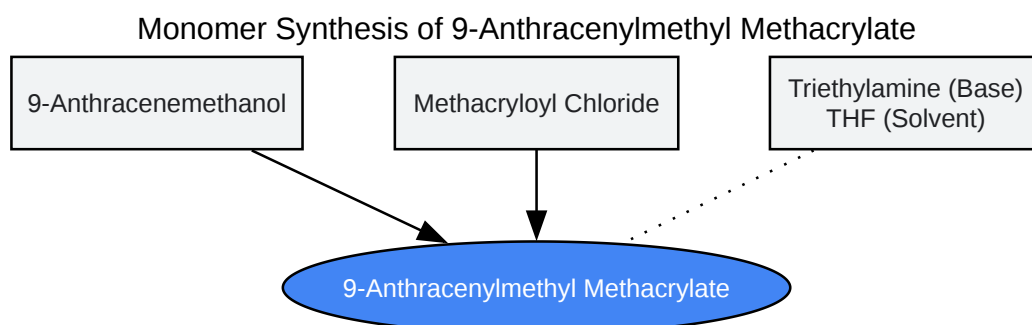 Monomer Synthesis of 9-Anthracenylmethyl Methacrylate
9-Anthracenemethanol
Methacryloyl Chloride
Triethylamine (Base)
THF (Solvent)
9-Anthracenylmethyl Methacrylate